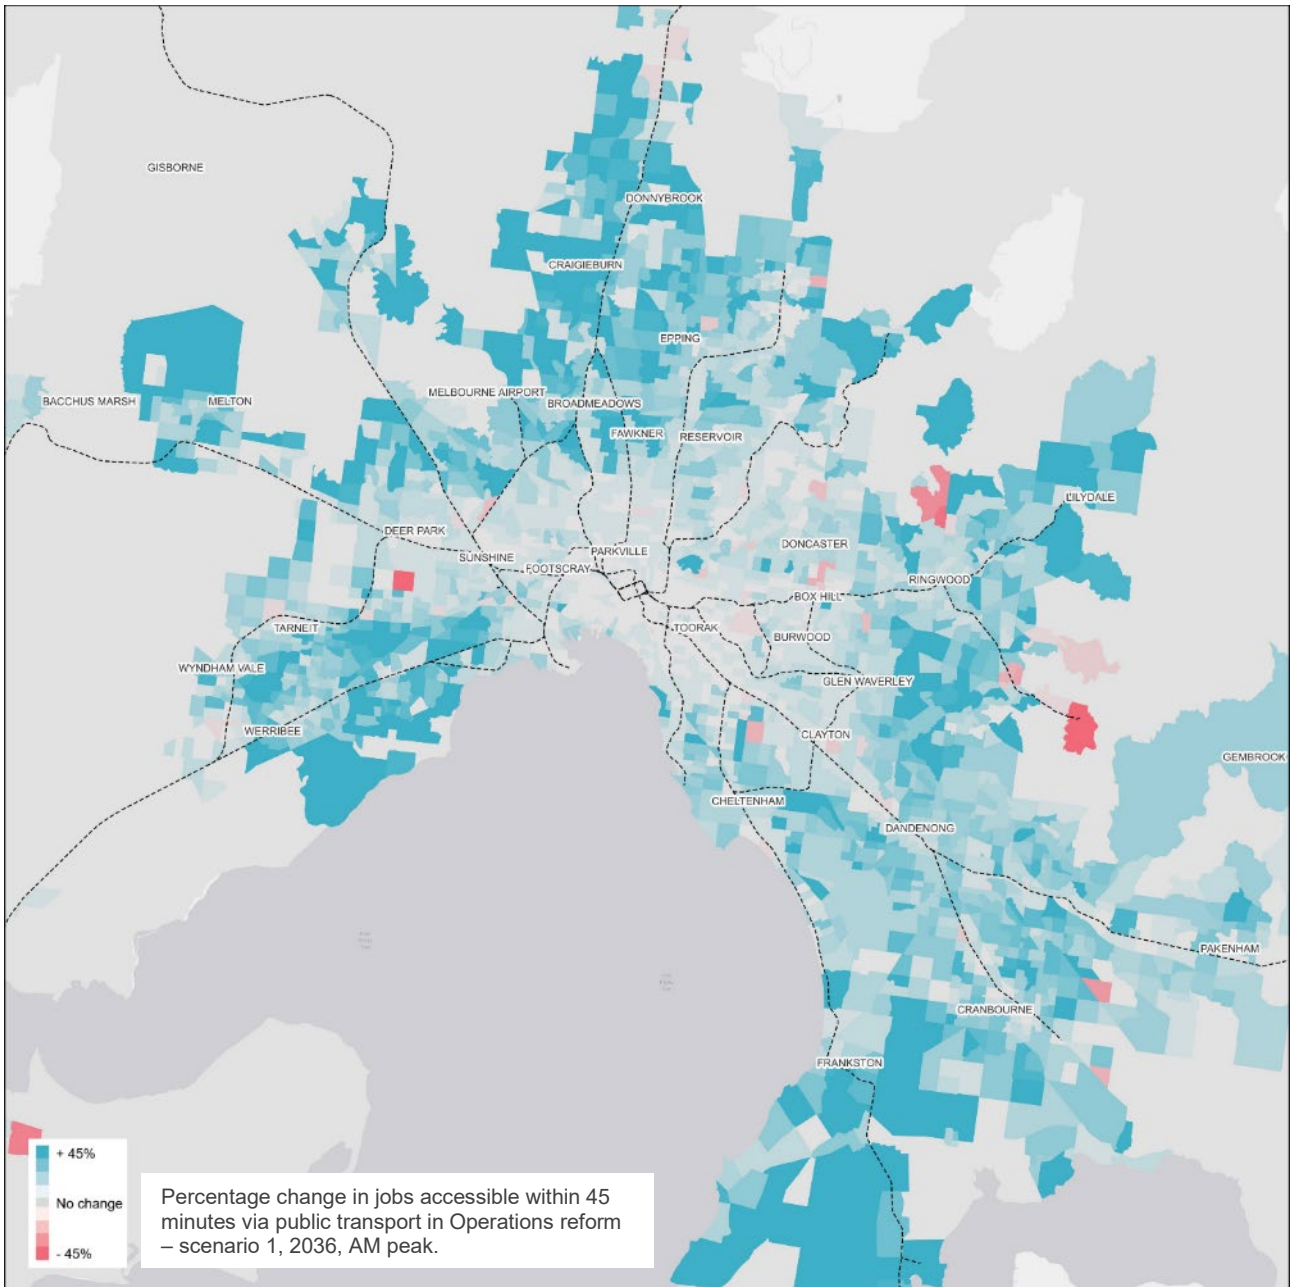 GISBORNE
DONNYBROOK
CRAIGIEBURN
EPPING
MELBOURNE AIRPORT
BACCHUS MARSH
MELTON
BROADMEADOWS
FAWKNER
RESERVOIR
LILYDALE
DEER PARK
DONCASTER
PARKVILLE
SUNSHINE
FOOTSCRAY
RINGWOOD
BOX HILL
TARNEIT
TOORAK
BURWOOD
WYNDHAM VALE
GLEN WAVERLEY
WERRIBEE
CLAYTON
GEMBROOK
CHELTENHAM
DANDENONG
PAKENHAM
CRANBOURNE
FRANKSTON
+ 45%
No change
- 45%
Percentage change in jobs accessible within 45
minutes via public transport in Operations reform
– scenario 1, 2036, AM peak.